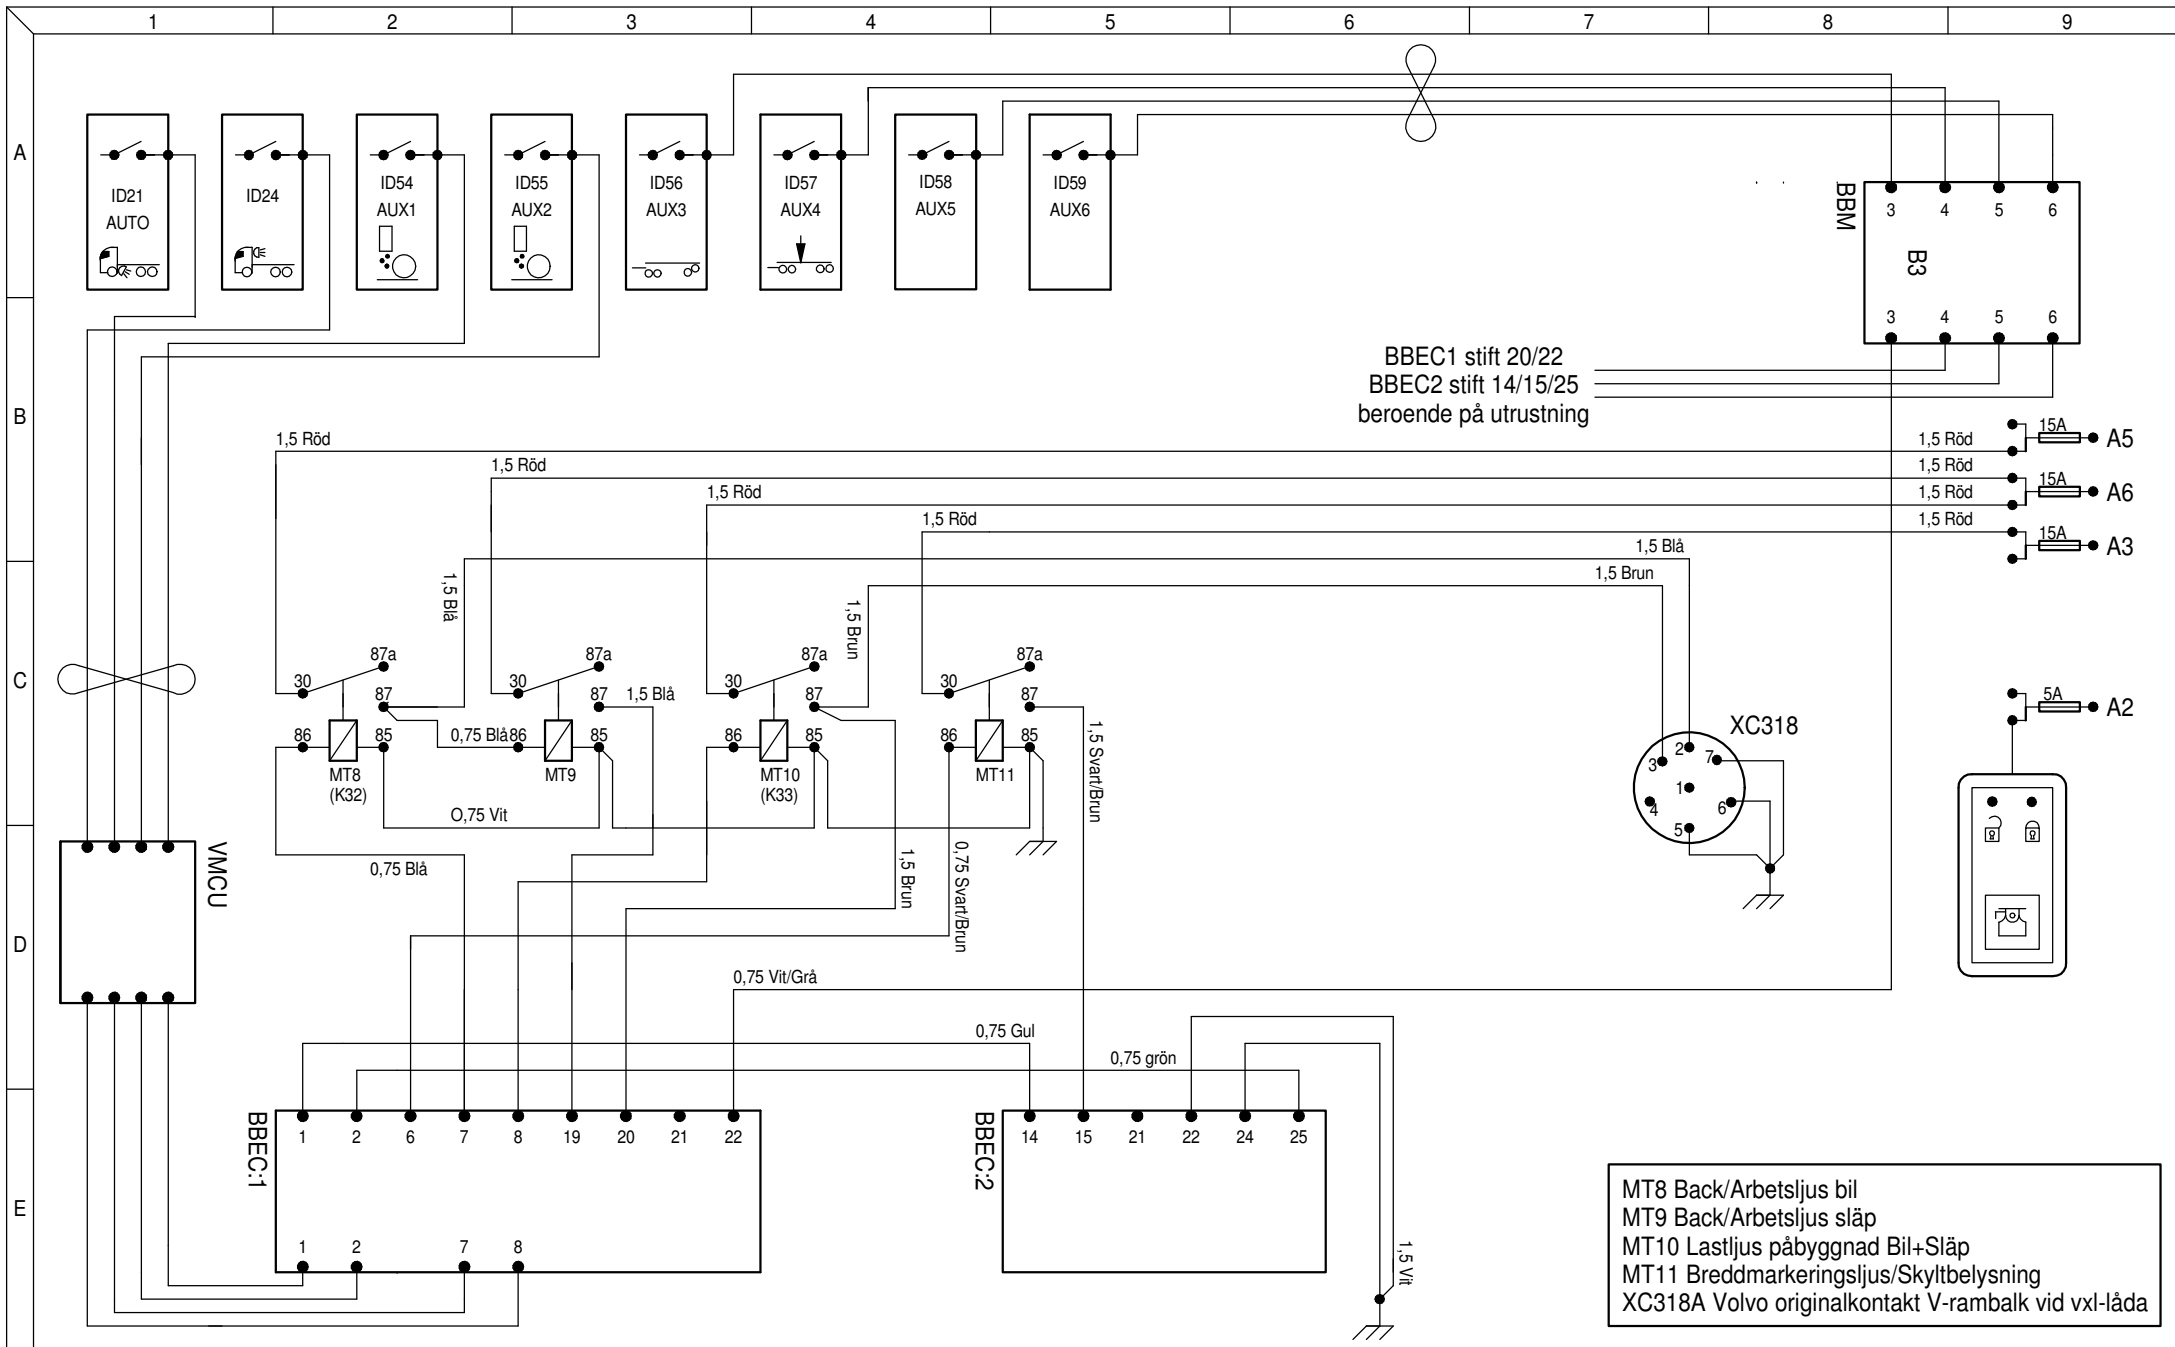 1 2 3 4 5 6 7 8 9
A
ID21
AUTO
ID24
ID54
AUX1
ID55
AUX2
ID56
AUX3
ID57
AUX4
ID58
AUX5
ID59
AUX6
BBM
3 4 5 6
B3
3 4 5 6
B
BBEC1 stift 20/22
BBEC2 stift 14/15/25
beroende på utrustning
1,5 Röd
1,5 Röd
15A
A5
1,5 Röd
1,5 Röd
1,5 Röd
1,5 Röd
15A
A6
1,5 Röd
1,5 Röd
15A
A3
1,5 Blå
1,5 Brun
C
1,5 Blå
1,5 Brun
30
87a
87
86
85
MT8
(K32)
0,75 Blå
30
87a
87
1,5 Blå
86
85
MT9
30
87a
87
86
85
MT10
(K33)
30
87a
87
86
85
MT11
1,5 Svart/Brun
O,75 Vit
XC318
2
7
3
1
4
6
5
5A
A2
D
VMCU
0,75 Blå
1,5 Brun
0,75 Svart/Brun
0,75 Vit/Grå
0,75 Gul
0,75 grön
E
BBEC:1
1 2 6 7 8 19 20 21 22
1 2 7 8
BBEC:2
14 15 21 22 24 25
1,5 Vit
MT8 Back/Arbetsljus bil
MT9 Back/Arbetsljus släp
MT10 Lastljus påbyggnad Bil+Släp
MT11 Breddmarkeringsljus/Skyltbelysning
XC318A Volvo originalkontakt V-rambalk vid vxl-låda